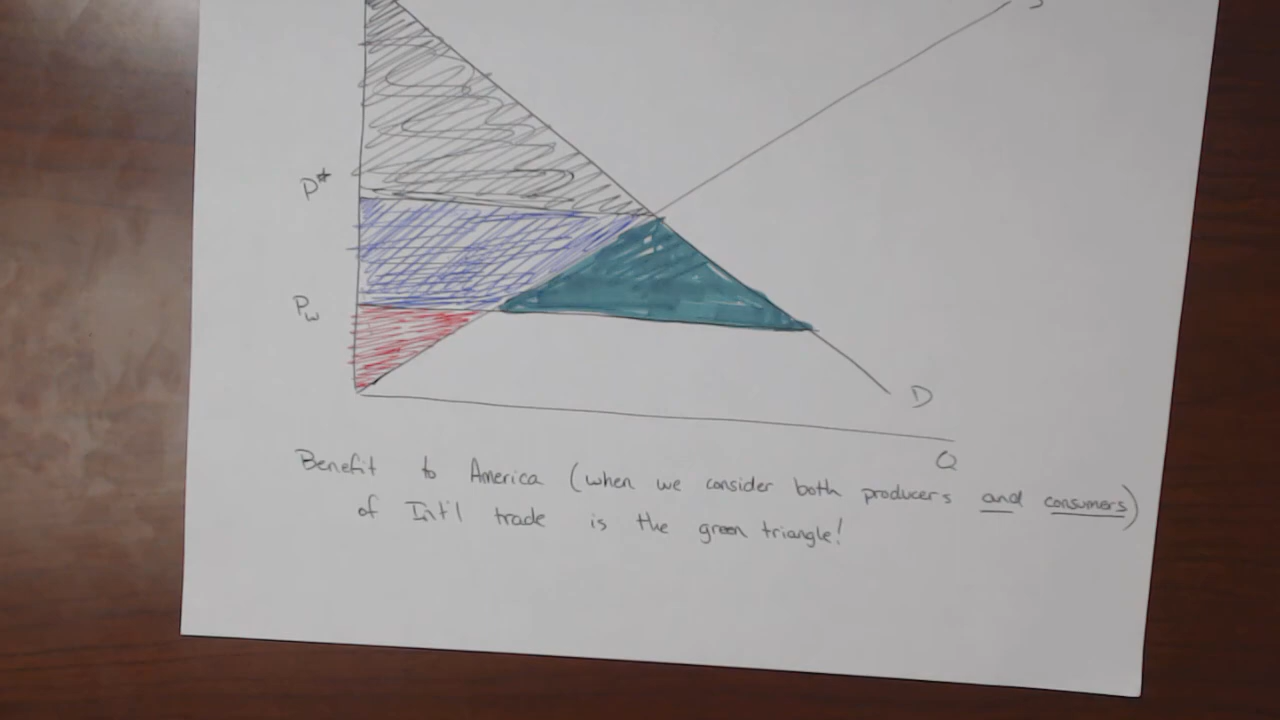 P*
Pw
D
Q
Benefit to America (when we consider both producers and consumers)
of Int'l trade is the green triangle!